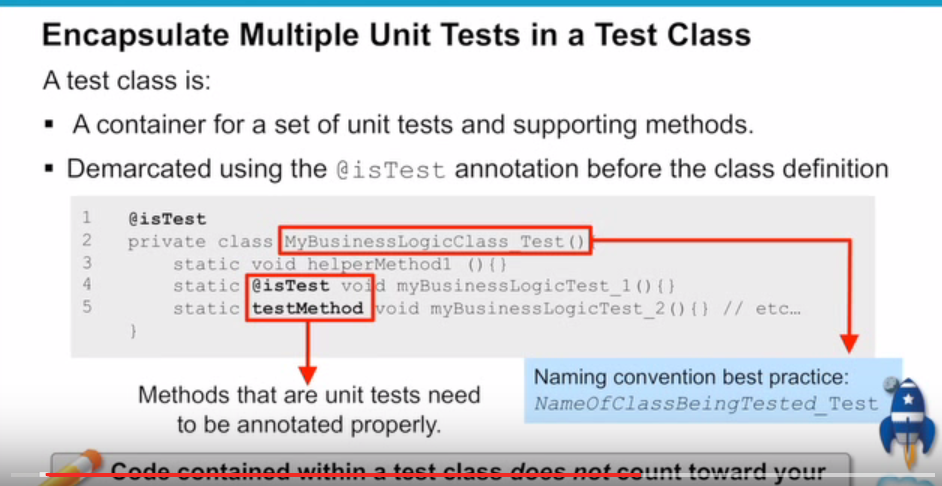 Encapsulate Multiple Unit Tests in a Test Class
A test class is:
▪ A container for a set of unit tests and supporting methods.
▪ Demarcated using the @isTest annotation before the class definition
1 @isTest
2 private class MyBusinessLogicClass_Test()
3 static void helperMethod1 (){}
4 static @isTest void myBusinessLogicTest_1(){}
5 static testMethod void myBusinessLogicTest_2(){} // etc…
}
Methods that are unit tests need
to be annotated properly.
Naming convention best practice:
NameOfClassBeingTested_Test
Code contained within a test class does not count toward your